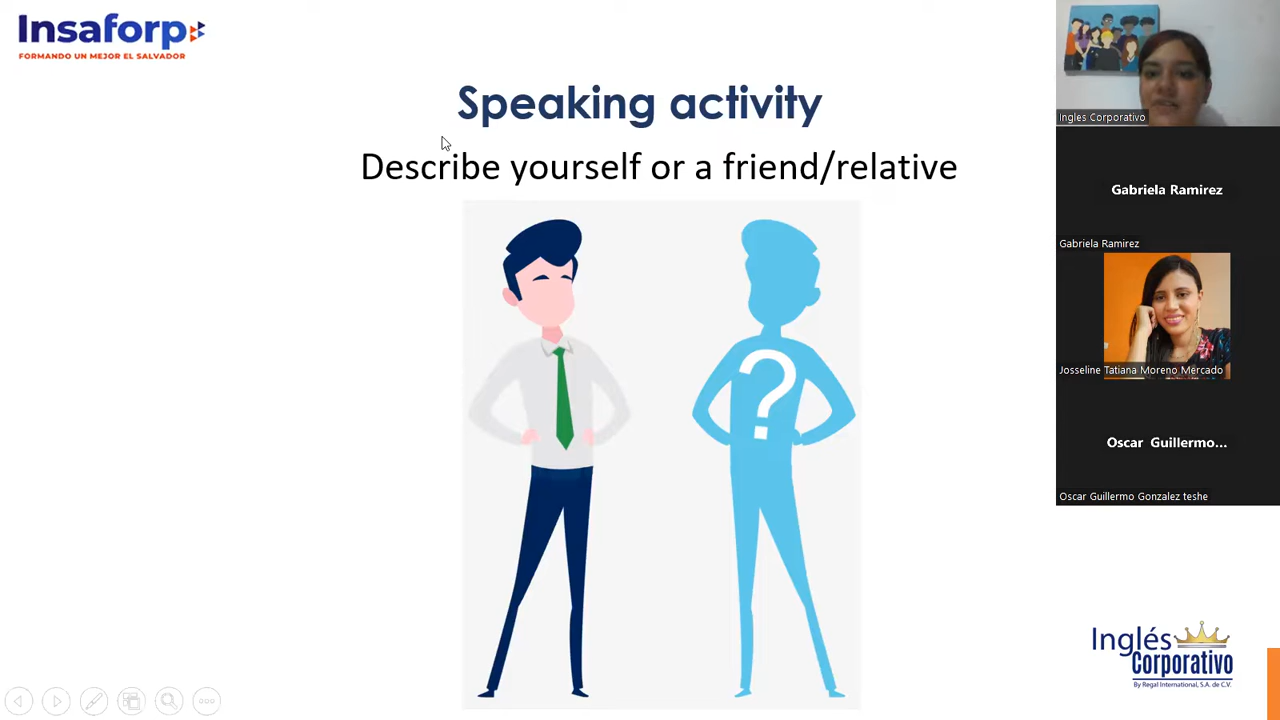 Insaforp
FORMANDO UN MEJOR EL SALVADOR
Speaking activity
Describe yourself or a friend/relative
?
Ingles Corporativo
Gabriela Ramirez
Gabriela Ramirez
Josseline Tatiana Moreno Mercado
Oscar Guillermo...
Oscar Guillermo Gonzalez teshe
Inglés
Corporativo
By Regal International, S.A. de C.V.